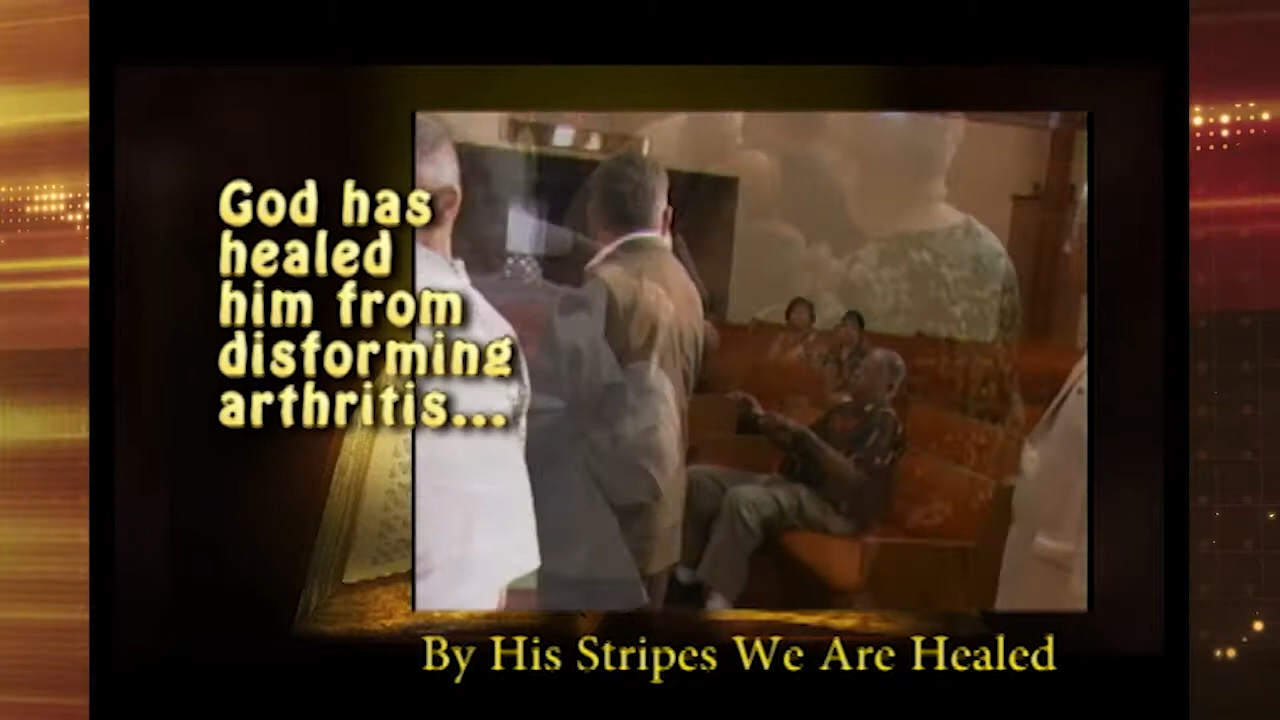 God has
healed
him from
disforming
arthritis...
By His Stripes We Are Healed